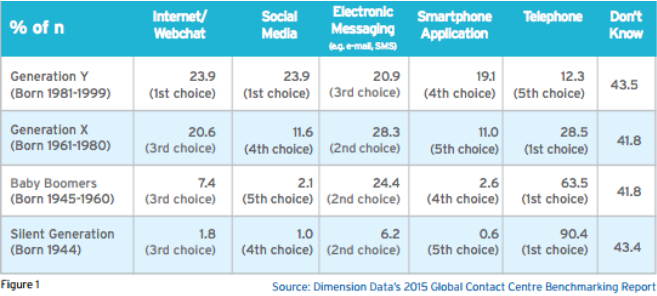 % of n
Internet/
Webchat
Social
Media
Electronic
Messaging
(e.g. e-mail, SMS)
Smartphone
Application
Telephone
Don't
Know
Generation Y
(Born 1981-1999)
23.9
(1st choice)
23.9
(1st choice)
20.9
(3rd choice)
19.1
(4th choice)
12.3
(5th choice)
43.5
Generation X
(Born 1961-1980)
20.6
(3rd choice)
11.6
(4th choice)
28.3
(2nd choice)
11.0
(5th choice)
28.5
(1st choice)
41.8
Baby Boomers
(Born 1945-1960)
7.4
(3rd choice)
2.1
(5th choice)
24.4
(2nd choice)
2.6
(4th choice)
63.5
(1st choice)
41.8
Silent Generation
(Born 1944)
1.8
(3rd choice)
1.0
(4th choice)
6.2
(2nd choice)
0.6
(5th choice)
90.4
(1st choice)
43.4
Figure 1
Source: Dimension Data's 2015 Global Contact Centre Benchmarking Report